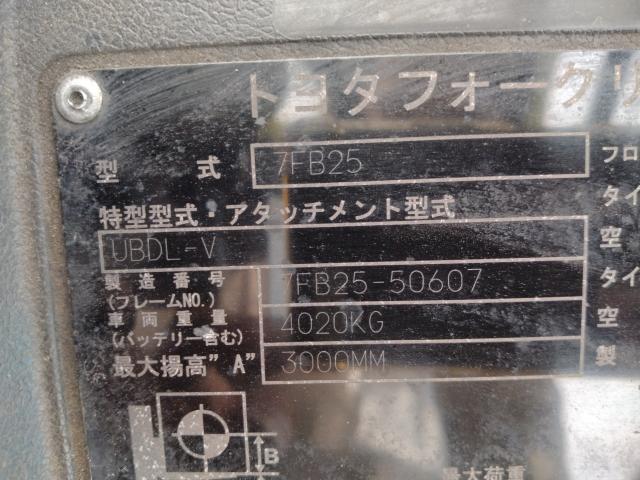 トヨタフォークリ
型 式 7FB25 フロ
特型型式・アタッチメント型式 タイ
UBDL-V 空
製造番号 7FB25-50607 タイ
(フレームNO.)
車両重量 4020KG 空
(バッテリー含む)
最大揚高"A" 3000MM 製
B
最大荷重